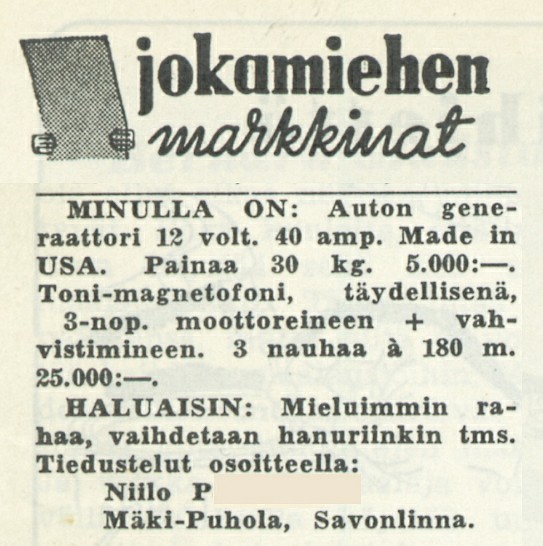 jokamiehen
markkinat
MINULLA ON: Auton gene-
raattori 12 volt. 40 amp. Made in
USA. Painaa 30 kg. 5.000:—.
Toni-magnetofoni, täydellisenä,
3-nop. moottoreineen + vah-
vistimineen. 3 nauhaa à 180 m.
25.000:—.
HALUAISIN: Mieluimmin ra-
haa, vaihdetaan hanuriinkin tms.
Tiedustelut osoitteella:
Niilo P
Mäki-Puhola, Savonlinna.